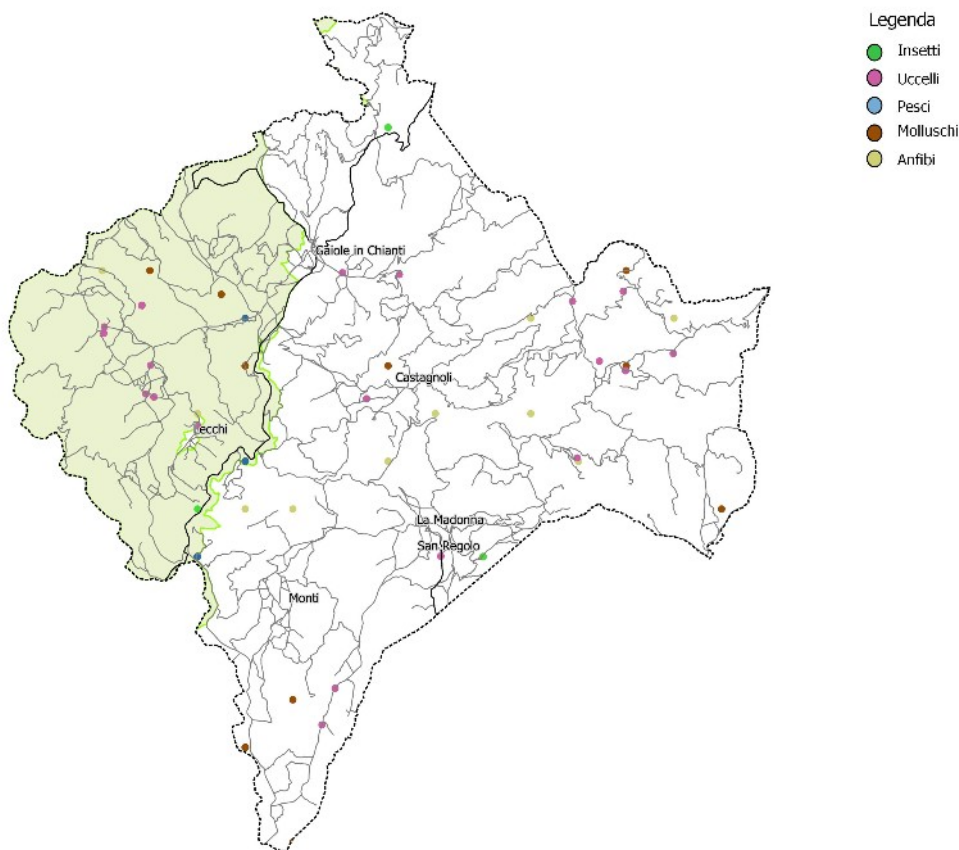 Legenda
Insetti
Uccelli
Pesci
Molluschi
Anfibi
Gaiole in Chianti
Castagnoli
Lecchi
La Madonna
San Regolo
Monti